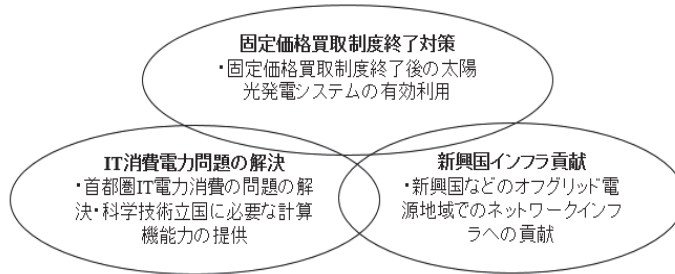 固定価格買取制度終了対策
・固定価格買取制度終了後の太陽
光発電システムの有効利用
IT消費電力問題の解決
・首都圏IT電力消費の問題の解
決・科学技術立国に必要な計算
機能力の提供
新興国インフラ貢献
・新興国などのオフグリッド電
源地域でのネットワークインフ
ラへの貢献